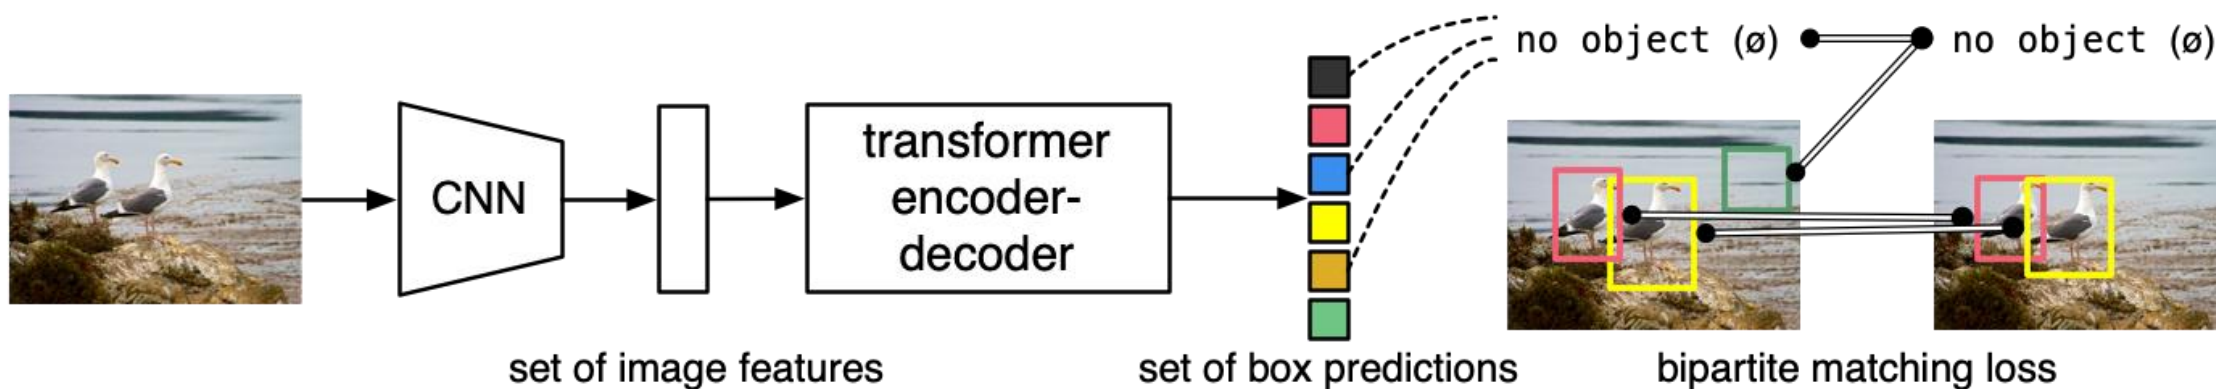 no object (ø)
no object (ø)
CNN
transformer
encoder-
decoder
set of image features
set of box predictions
bipartite matching loss